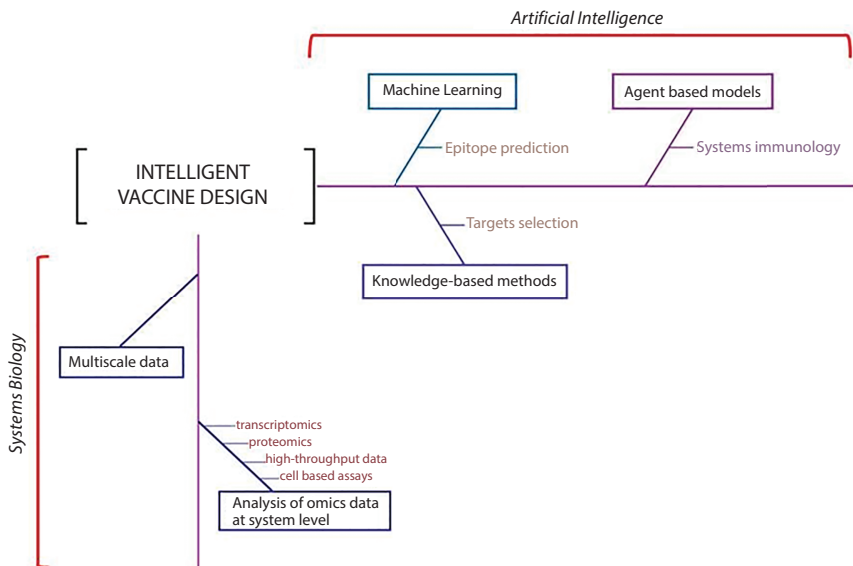 Artificial Intelligence
Machine Learning
Agent based models
Epitope prediction
Systems immunology
INTELLIGENT
VACCINE DESIGN
Targets selection
Knowledge-based methods
Systems Biology
Multiscale data
transcriptomics
proteomics
high-throughput data
cell based assays
Analysis of omics data
at system level